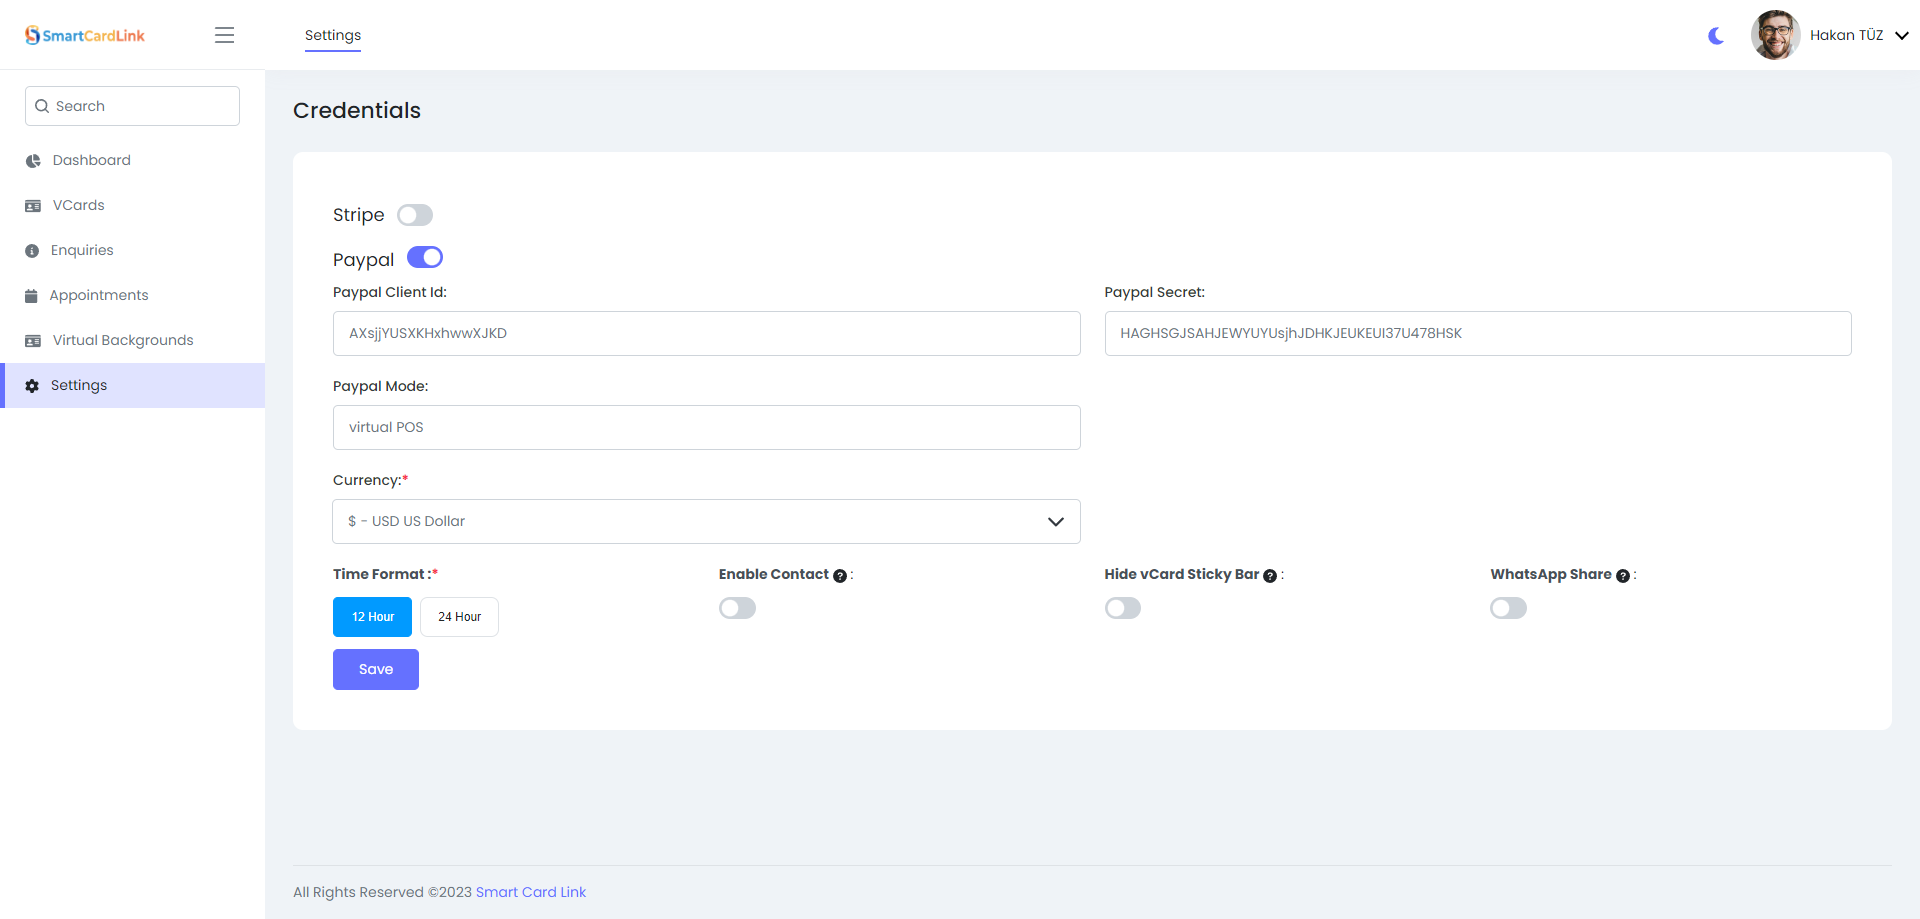 SmartCardLink
Settings
Hakan TÜZ
Search
Dashboard
VCards
Enquiries
Appointments
Virtual Backgrounds
Settings
Credentials
Stripe
Paypal
Paypal Client Id:
Paypal Secret:
AXsjjYUSXKHxhwwXJKD
HAGHSGJSAHJEWYUYUsjhJDHKJEUKEUI37U478HSK
Paypal Mode:
virtual POS
Currency:*
$ - USD US Dollar
Time Format :*
Enable Contact ? :
Hide vCard Sticky Bar ? :
WhatsApp Share ? :
12 Hour
24 Hour
Save
All Rights Reserved ©2023 Smart Card Link